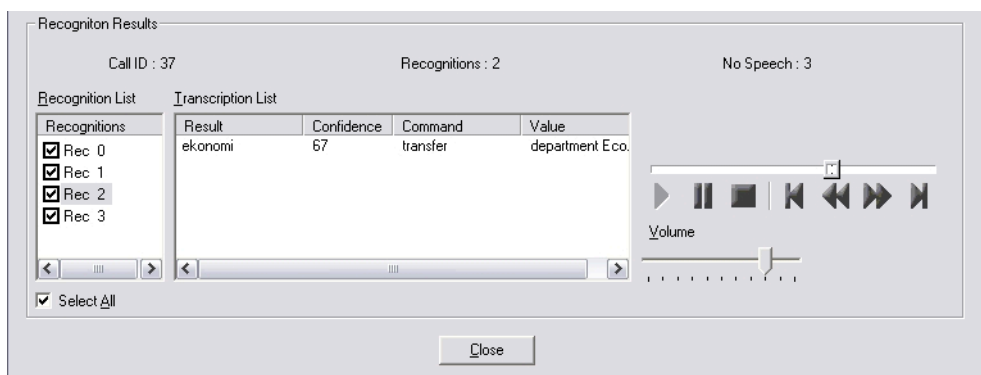 Recogniton Results
Call ID : 37 Recognitions : 2 No Speech : 3
Recognition List Transcription List
Recognitions Result Confidence Command Value
Rec 0 ekonomi 67 transfer department Eco.
Rec 1
Rec 2
Rec 3
Volume
Select All
Close